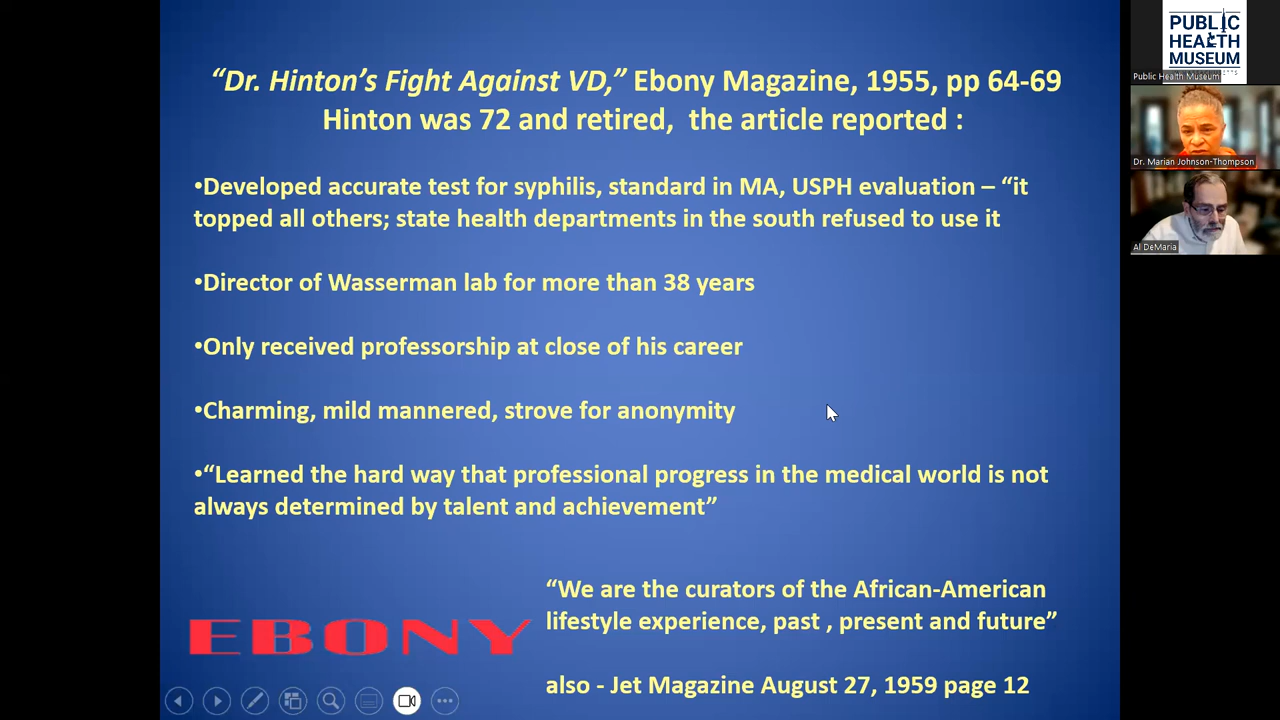 “Dr. Hinton’s Fight Against VD,” Ebony Magazine, 1955, pp 64-69
Hinton was 72 and retired,  the article reported :
•Developed accurate test for syphilis, standard in MA, USPH evaluation – “it
topped all others; state health departments in the south refused to use it
•Director of Wasserman lab for more than 38 years
•Only received professorship at close of his career
•Charming, mild mannered, strove for anonymity
•“Learned the hard way that professional progress in the medical world is not
always determined by talent and achievement”
EBONY
“We are the curators of the African-American
lifestyle experience, past , present and future”
also - Jet Magazine August 27, 1959 page 12
PUBLIC
HEALTH
MUSEUM
Public Health Museum
Dr. Marian Johnson-Thompson
Al DeMaria